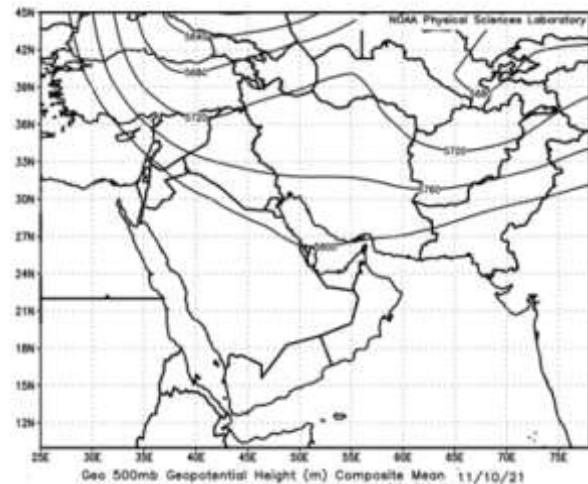 NOAA Physical Sciences Laboratory
45N
42N
39N
36N
33N
30N
27N
24N
21N
18N
15N
12N
5680
5720
5720
5760
5800
25E 30E 35E 40E 45E 50E 55E 60E 65E 70E 75E
Geo 500mb Geopotential Height (m) Composite Mean 11/10/21